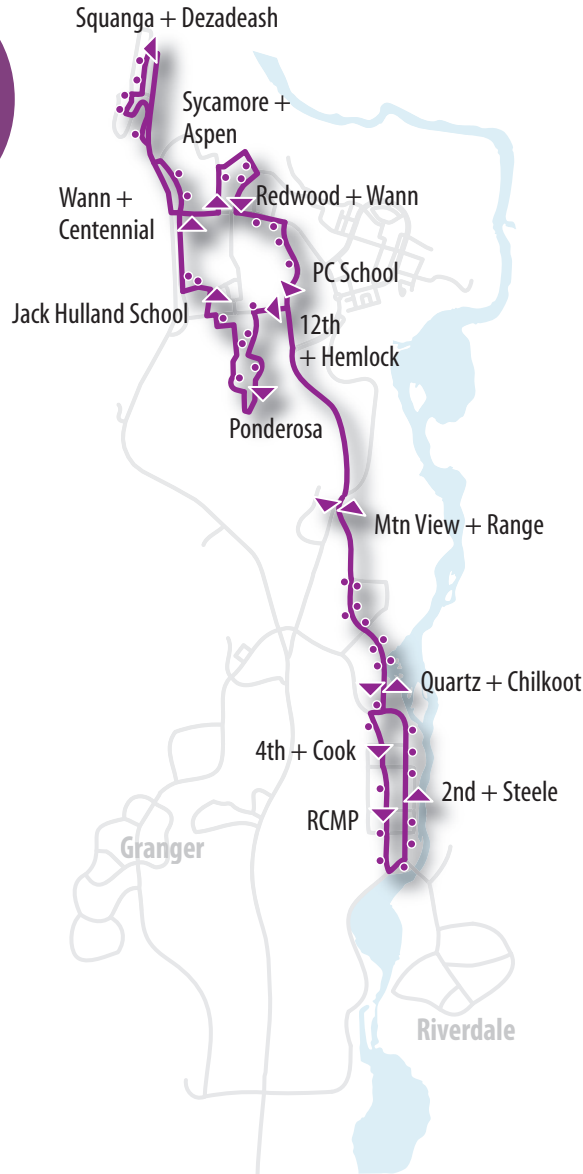 Squanga + Dezadeash
Sycamore +
Aspen
Wann +
Centennial
Redwood + Wann
PC School
Jack Hulland School
12th
+ Hemlock
Ponderosa
Mtn View + Range
Quartz + Chilkoot
4th + Cook
2nd + Steele
RCMP
Granger
Riverdale